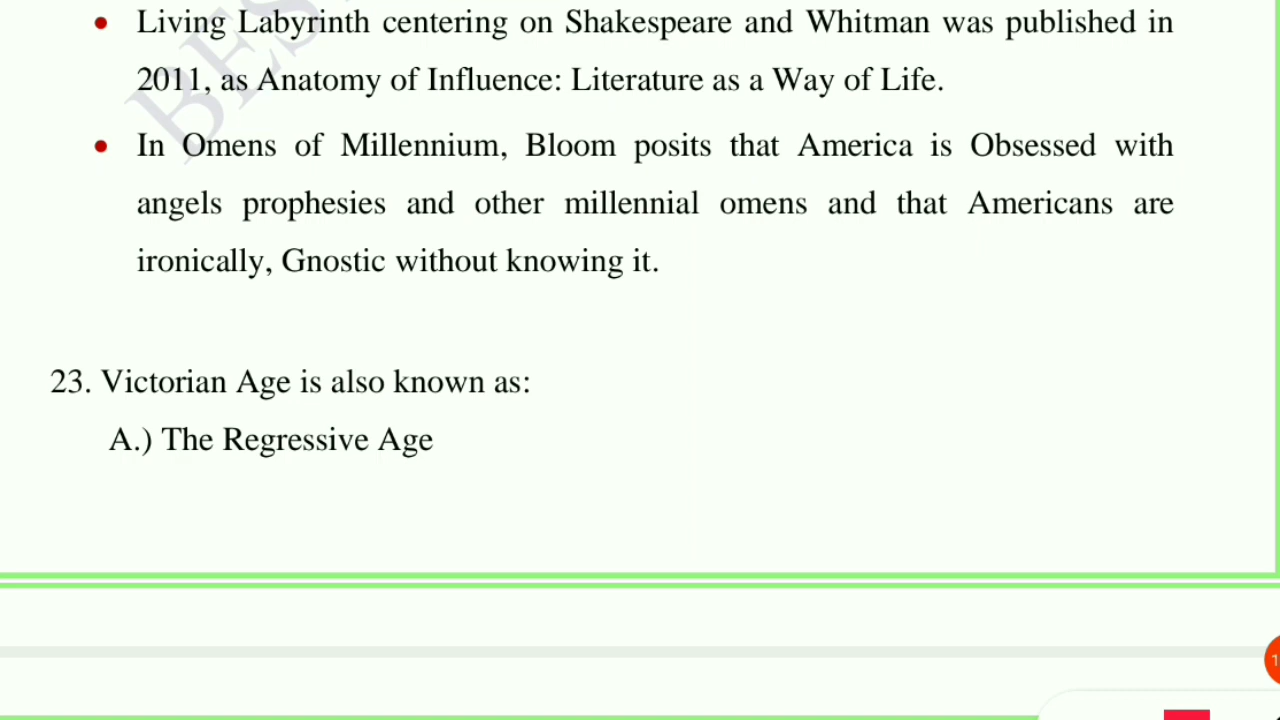 Living Labyrinth centering on Shakespeare and Whitman was published in
2011, as Anatomy of Influence: Literature as a Way of Life.
In Omens of Millennium, Bloom posits that America is Obsessed with
angels prophesies and other millennial omens and that Americans are
ironically, Gnostic without knowing it.
23. Victorian Age is also known as:
A.) The Regressive Age